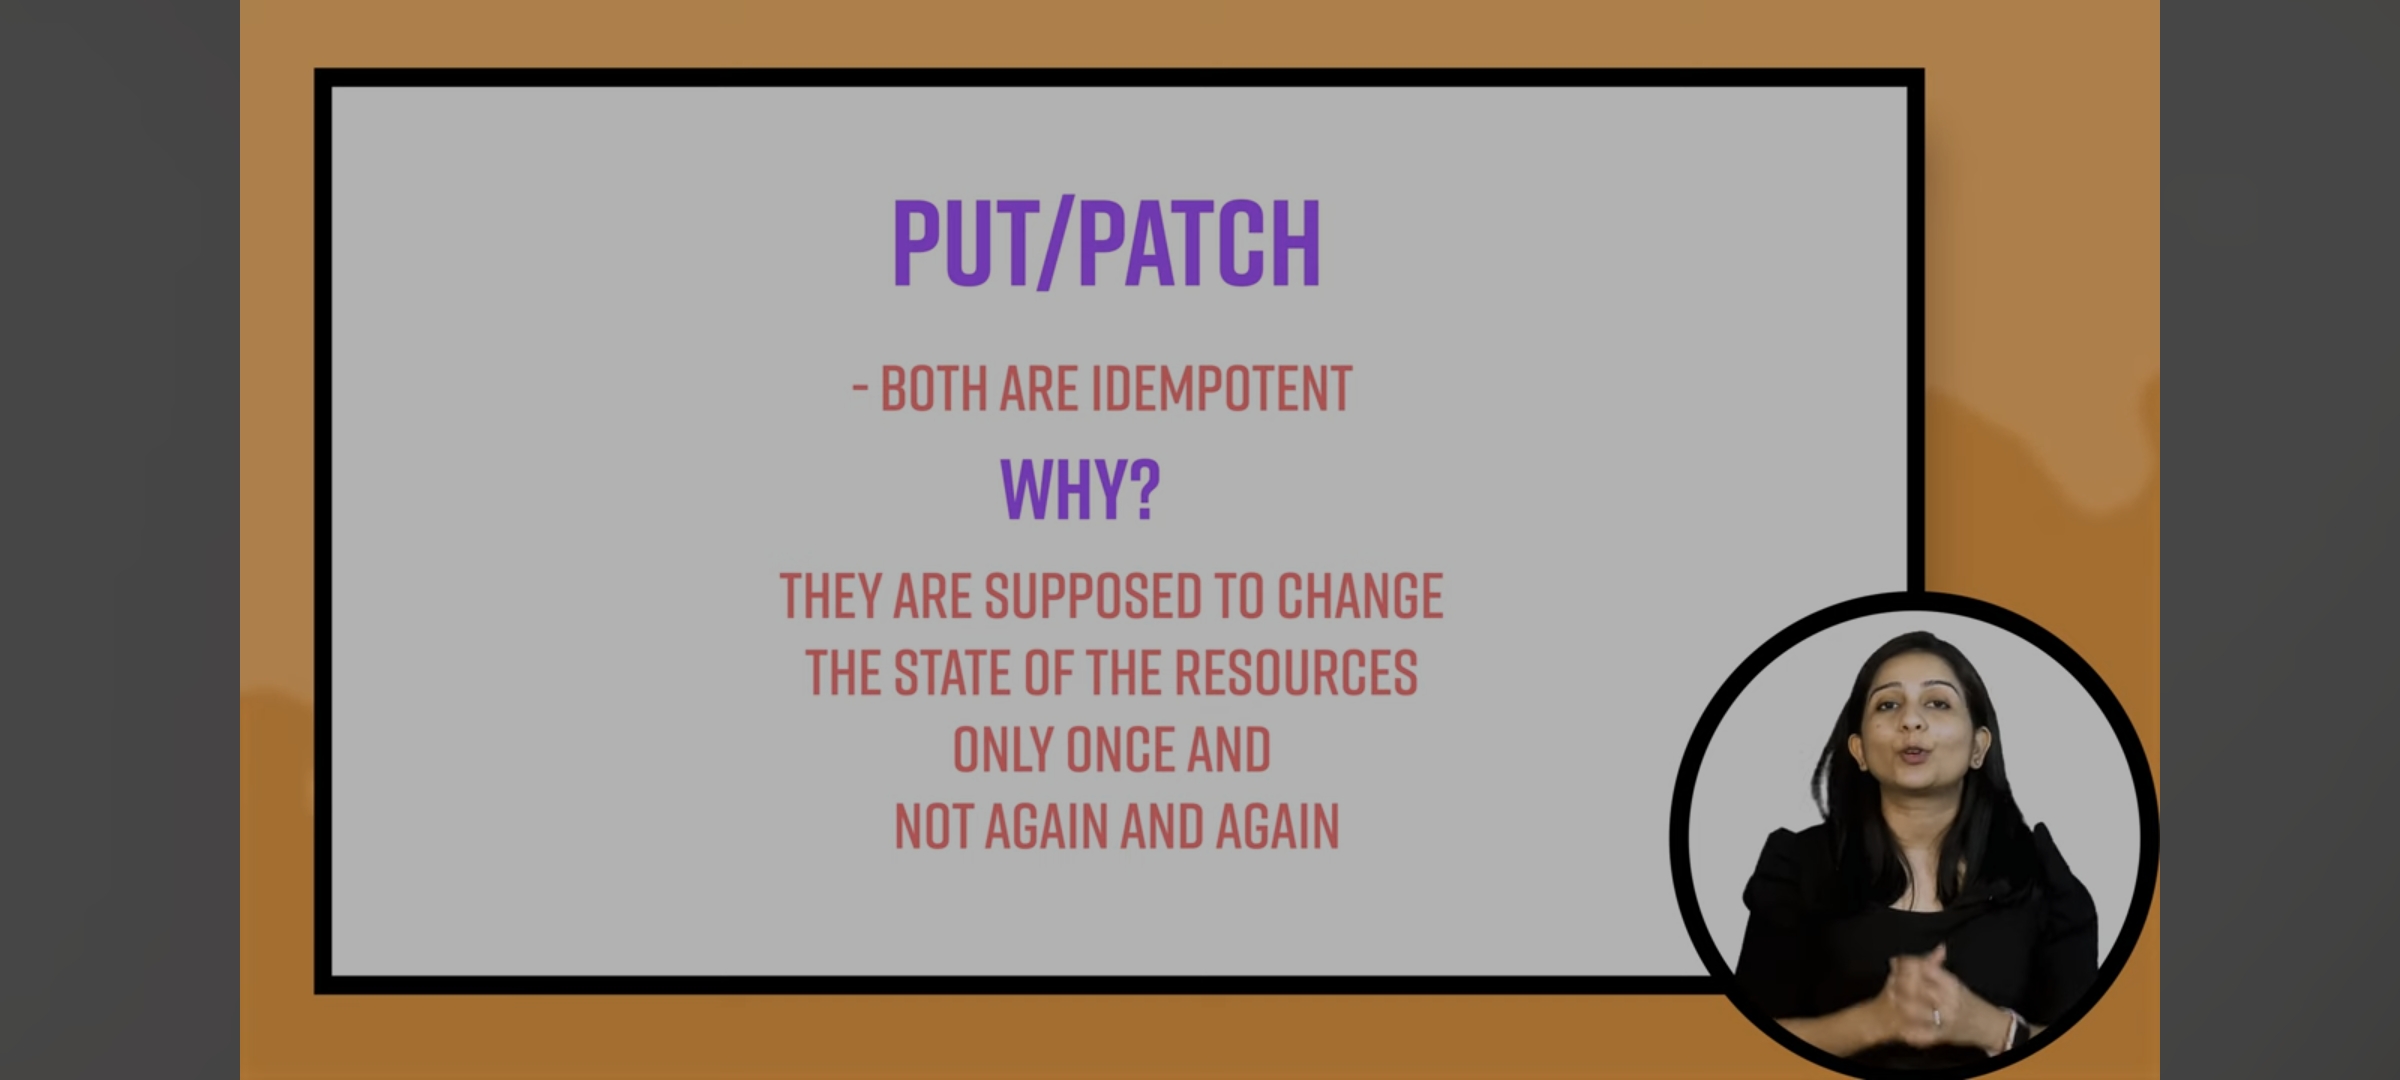 PUT/PATCH
- BOTH ARE IDEMPOTENT
WHY?
THEY ARE SUPPOSED TO CHANGE
THE STATE OF THE RESOURCES
ONLY ONCE AND
NOT AGAIN AND AGAIN